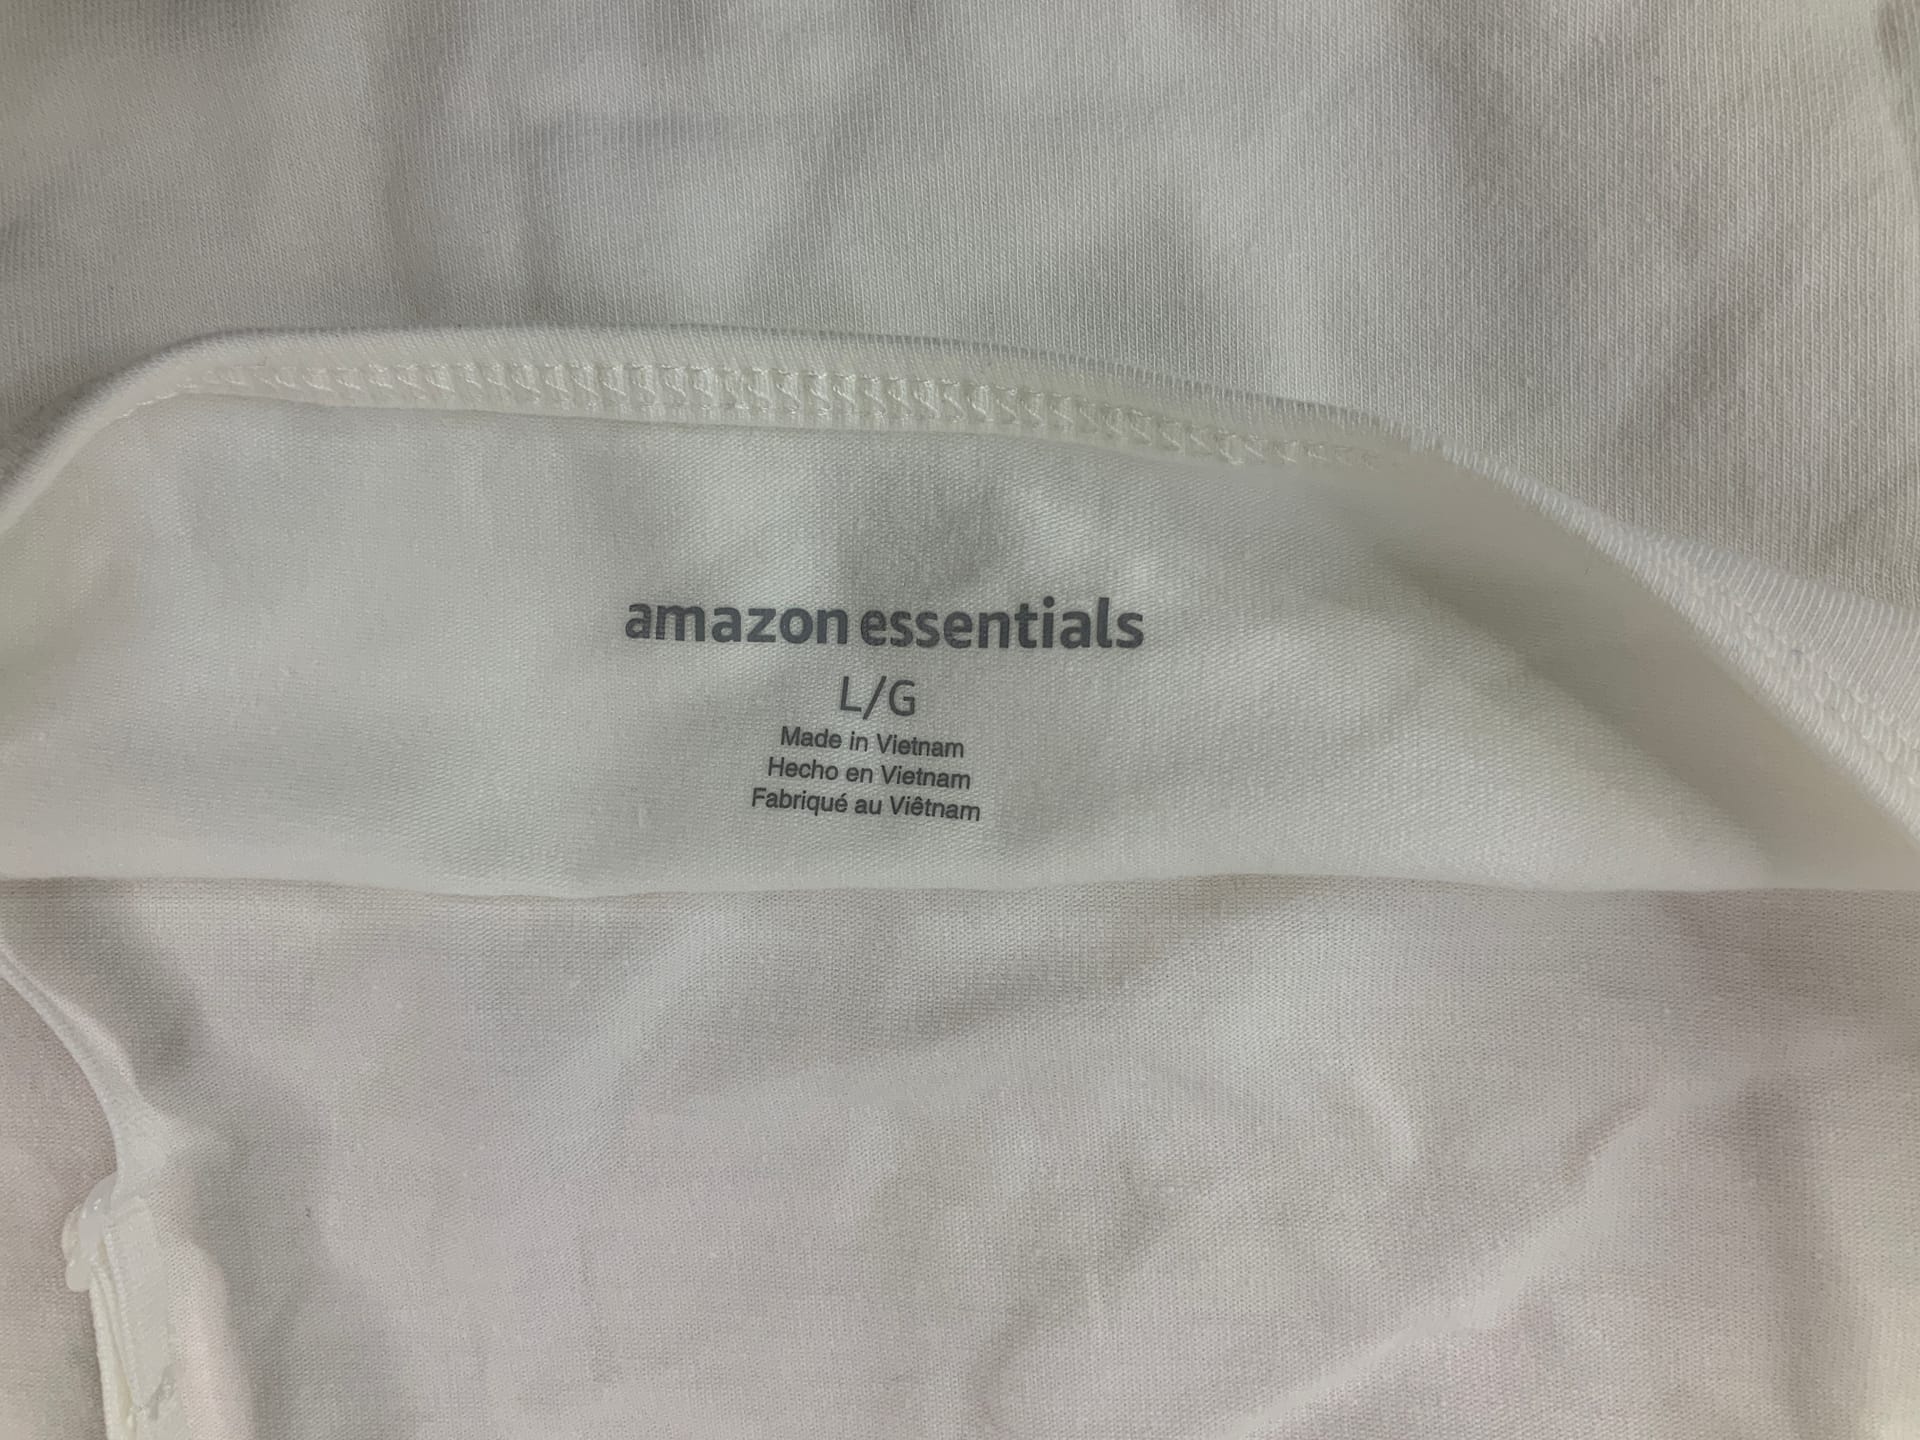 amazon essentials
L/G
Made in Vietnam
Hecho en Vietnam
Fabriqué au Viêtnam